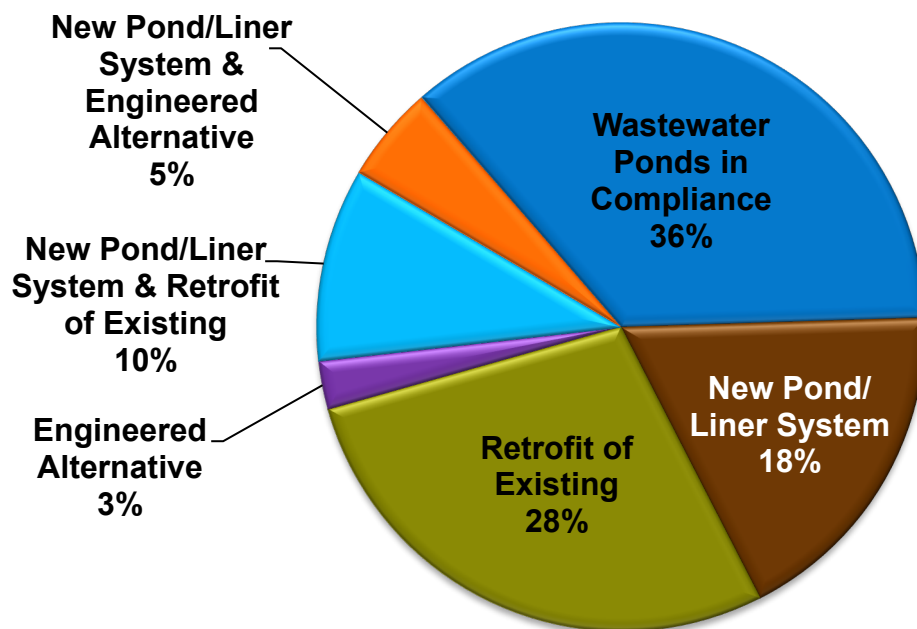 New Pond/Liner
System &
Engineered
Alternative
5%
Wastewater
Ponds in
Compliance
36%
New Pond/Liner
System & Retrofit
of Existing
10%
New Pond/
Liner System
18%
Engineered
Alternative
3%
Retrofit of
Existing
28%